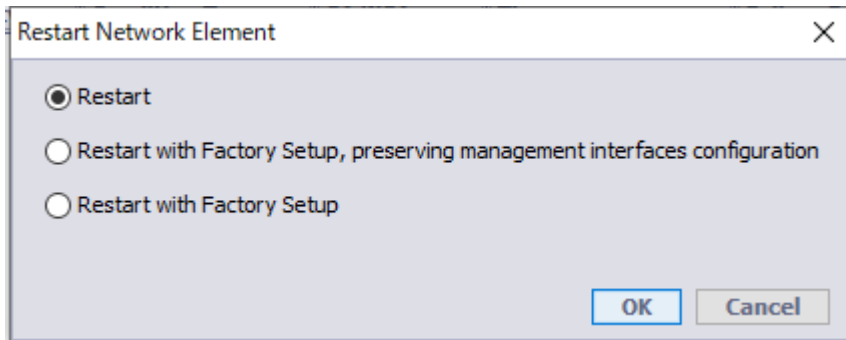 Restart Network Element
Restart
Restart with Factory Setup, preserving management interfaces configuration
Restart with Factory Setup
OK Cancel